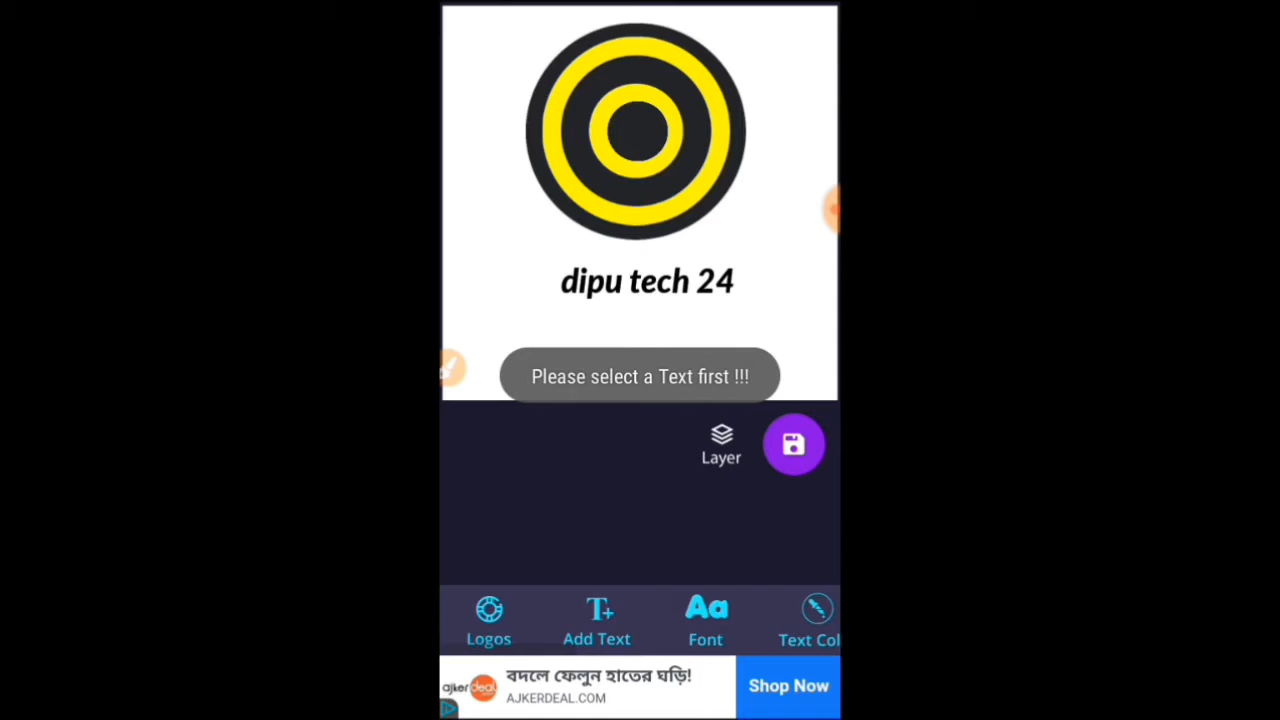 dipu tech 24
Please select a Text first !!!
Layer
Logos
Add Text
Font
Text Col
ajkerdeal
বদলে ফেলুন হাতের ঘড়ি!
AJKERDEAL.COM
Shop Now